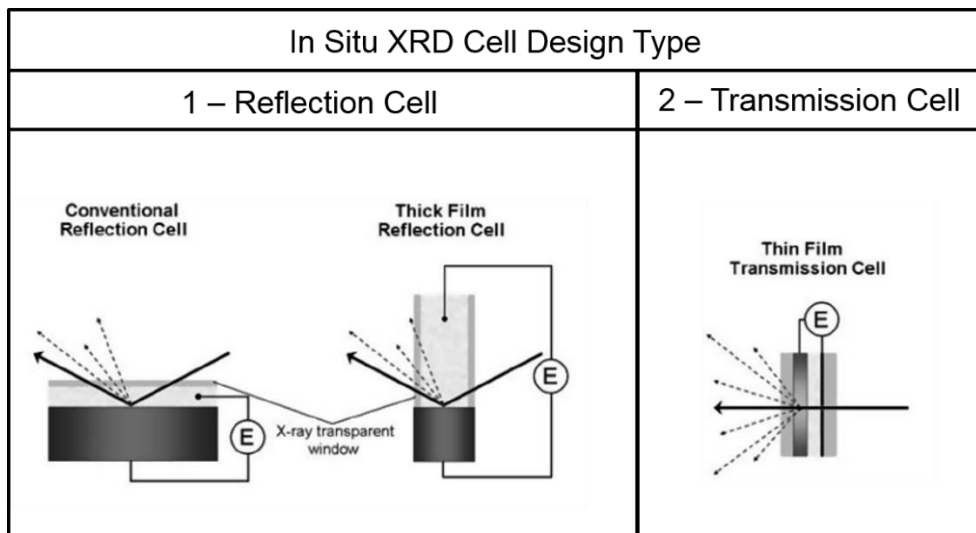 In Situ XRD Cell Design Type
1 – Reflection Cell
2 – Transmission Cell
Conventional
Reflection Cell
Thick Film
Reflection Cell
Thin Film
Transmission Cell
E
E
E
X-ray transparent
window